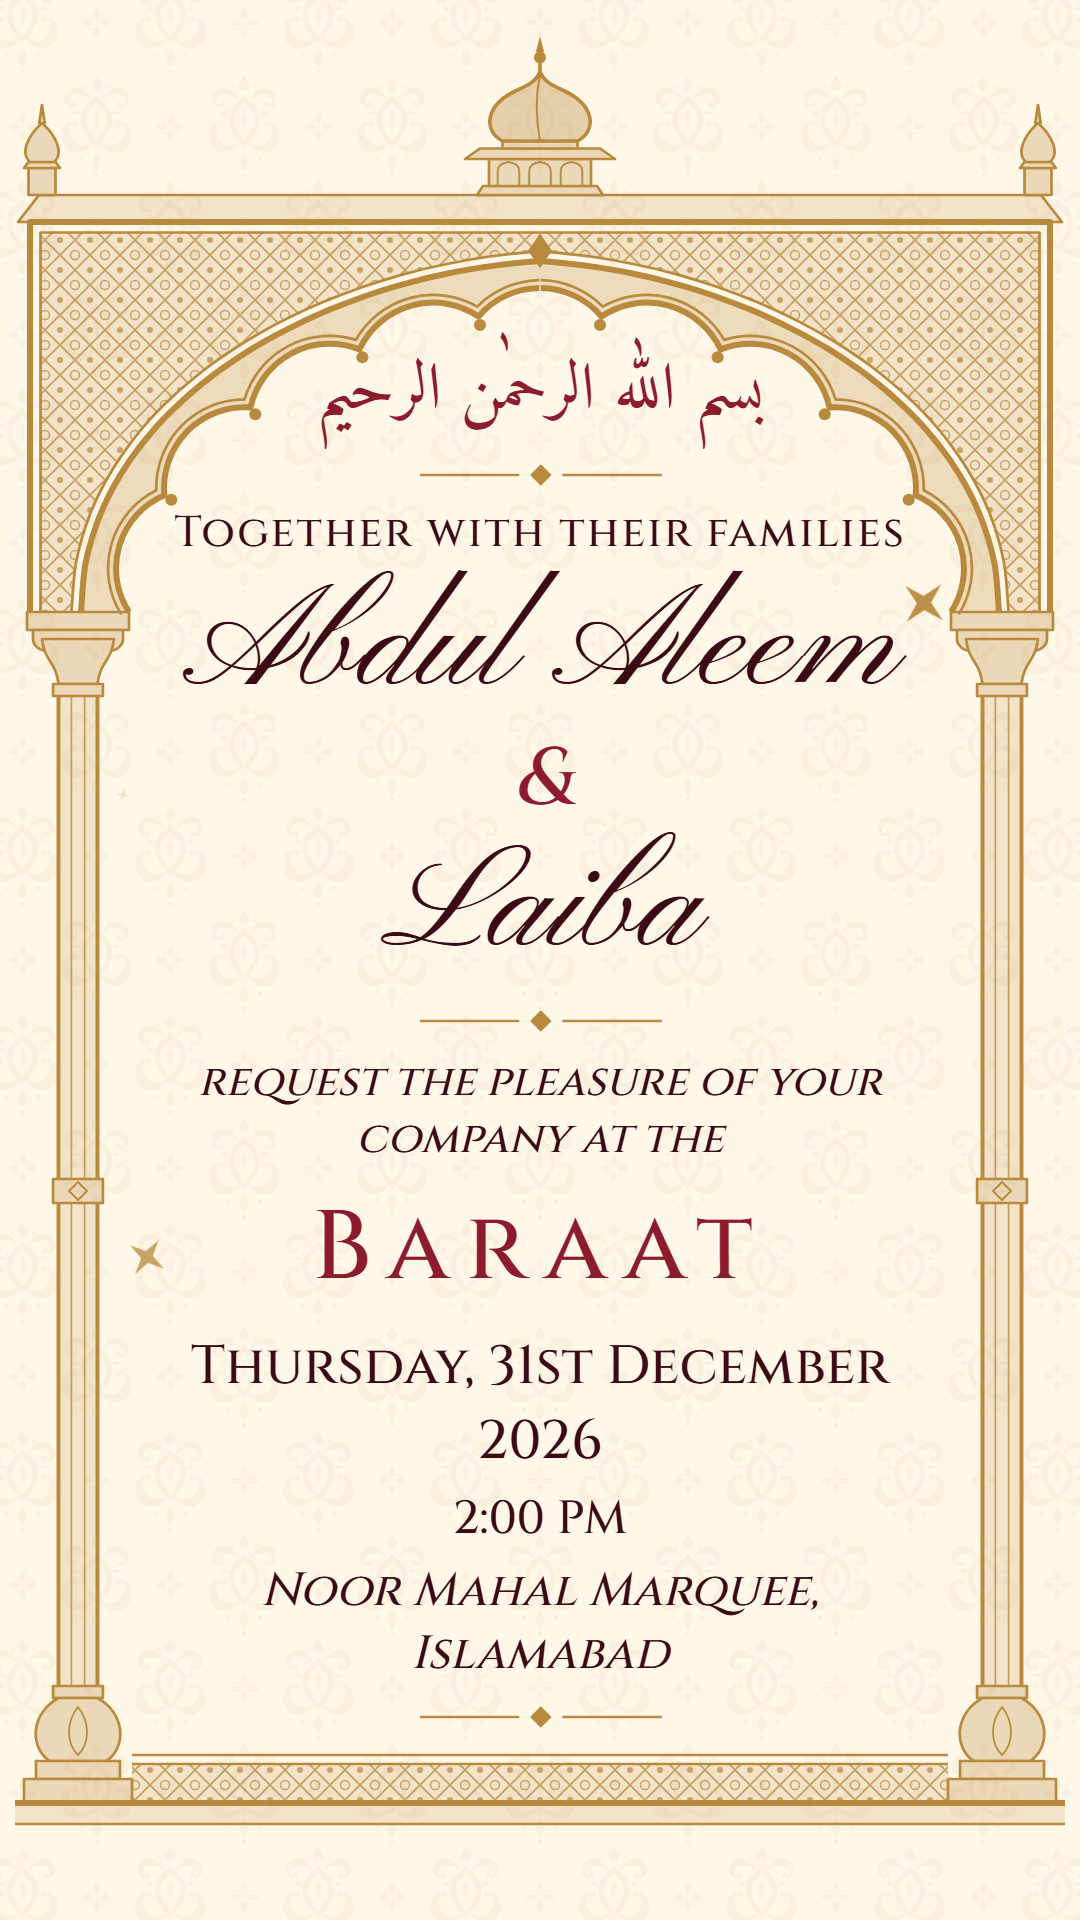 بسم الله الرحمٰن الرحيم
Together with their families
Abdul Aleem
&
Laiba
request the pleasure of your
company at the
Baraat
Thursday, 31st December
2026
2:00 PM
Noor Mahal Marquee,
Islamabad